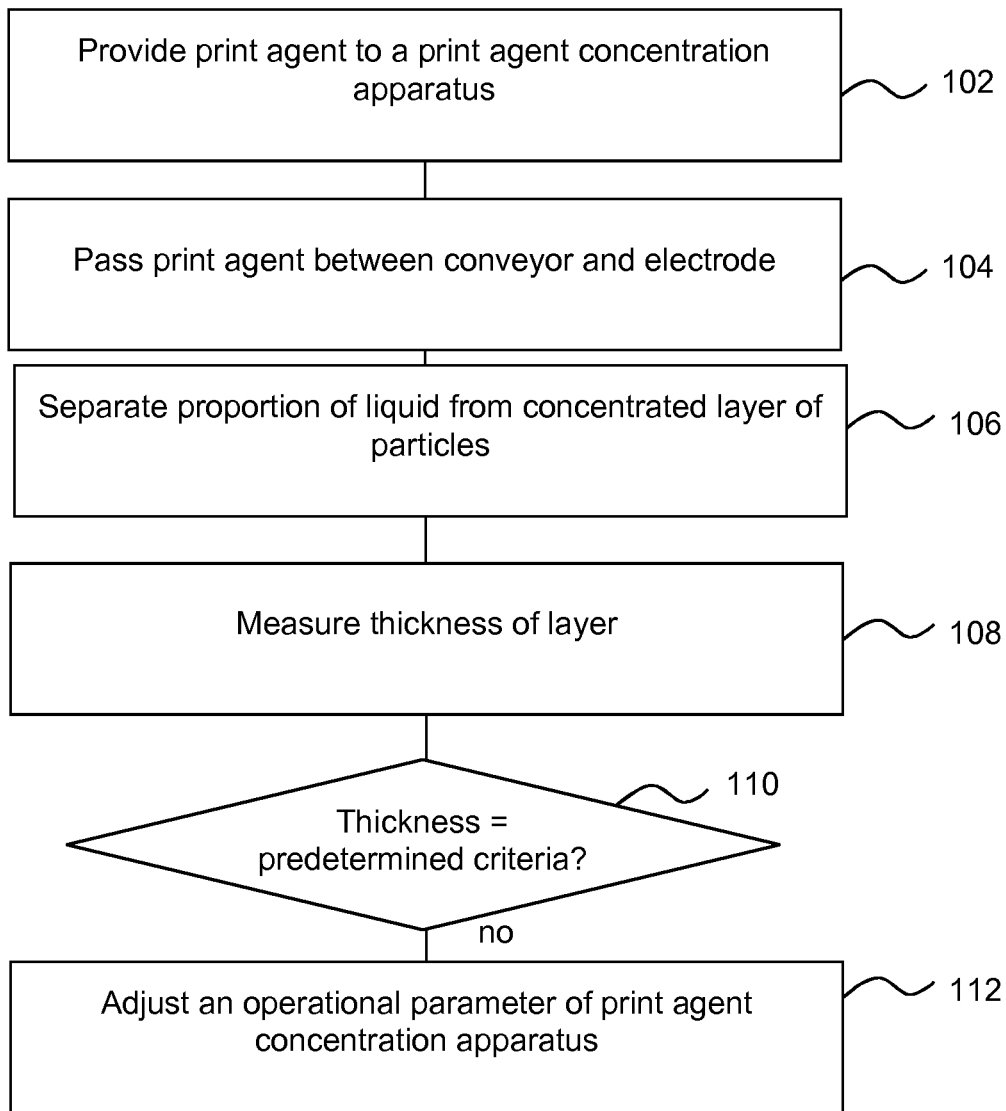 Provide print agent to a print agent concentration
apparatus
102
Pass print agent between conveyor and electrode
104
Separate proportion of liquid from concentrated layer of
particles
106
Measure thickness of layer
108
110
Thickness =
predetermined criteria?
no
Adjust an operational parameter of print agent
concentration apparatus
112